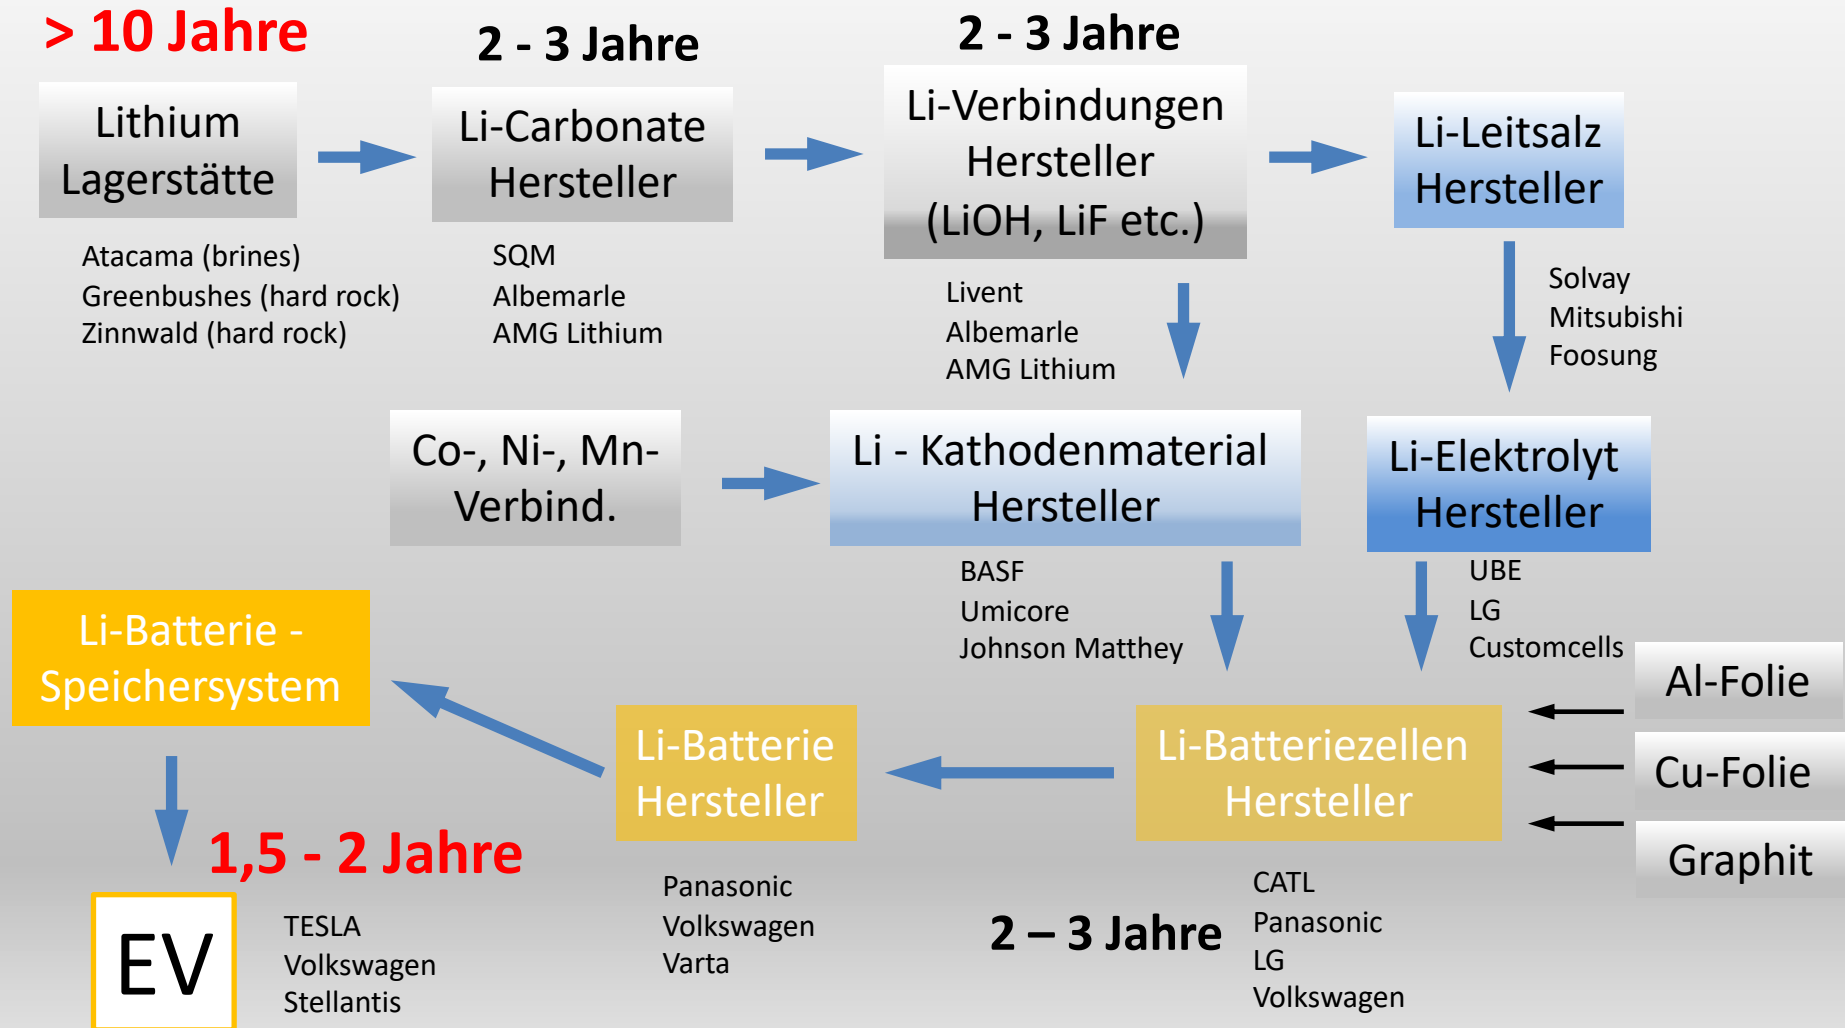 > 10 Jahre
2 - 3 Jahre
2 - 3 Jahre
Lithium
Lagerstätte
Li-Carbonate
Hersteller
Li-Verbindungen
Hersteller
(LiOH, LiF etc.)
Li-Leitsalz
Hersteller
Atacama (brines)
Greenbushes (hard rock)
Zinnwald (hard rock)
SQM
Albemarle
AMG Lithium
Livent
Albemarle
AMG Lithium
Solvay
Mitsubishi
Foosung
Co-, Ni-, Mn-
Verbind.
Li - Kathodenmaterial
Hersteller
Li-Elektrolyt
Hersteller
BASF
Umicore
Johnson Matthey
UBE
LG
Customcells
Li-Batterie -
Speichersystem
Li-Batterie
Hersteller
Li-Batteriezellen
Hersteller
Al-Folie
Cu-Folie
Graphit
1,5 - 2 Jahre
EV
TESLA
Volkswagen
Stellantis
Panasonic
Volkswagen
Varta
2 – 3 Jahre
CATL
Panasonic
LG
Volkswagen